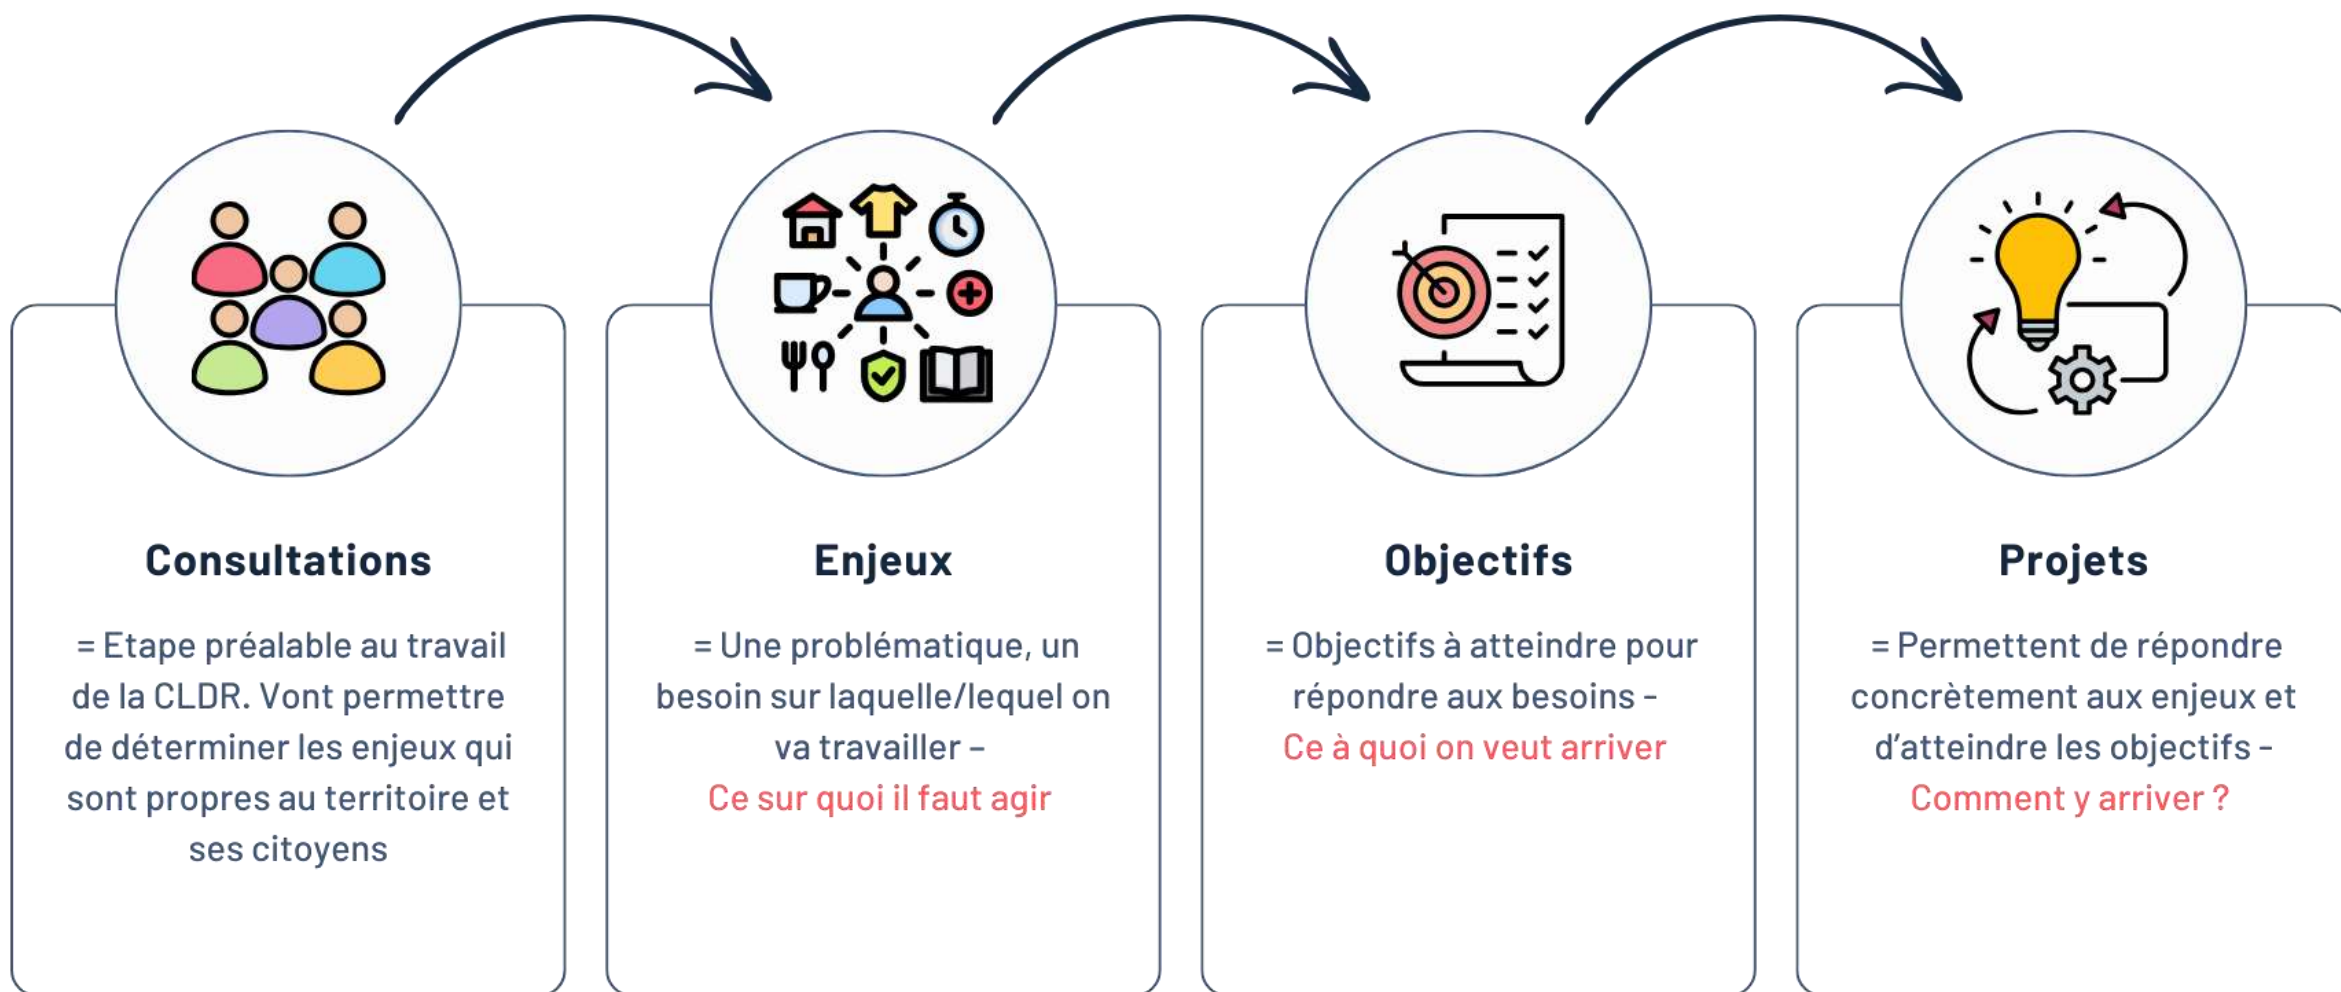 Consultations
= Etape préalable au travail
de la CLDR. Vont permettre
de déterminer les enjeux qui
sont propres au territoire et
ses citoyens
Enjeux
= Une problématique, un
besoin sur laquelle/lequel on
va travailler –
Ce sur quoi il faut agir
Objectifs
= Objectifs à atteindre pour
répondre aux besoins -
Ce à quoi on veut arriver
Projets
= Permettent de répondre
concrètement aux enjeux et
d'atteindre les objectifs -
Comment y arriver ?